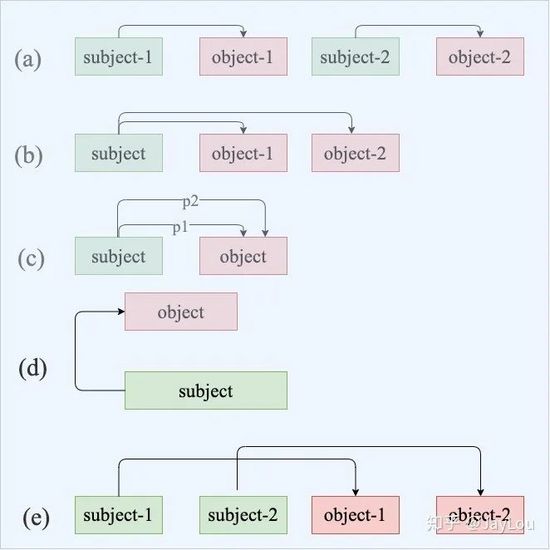 (a) subject-1 object-1 subject-2 object-2
(b) subject object-1 object-2
p2
p1
(c) subject object
object
(d)
subject
(e) subject-1 subject-2 object-1 object-2
知乎 @JayLou